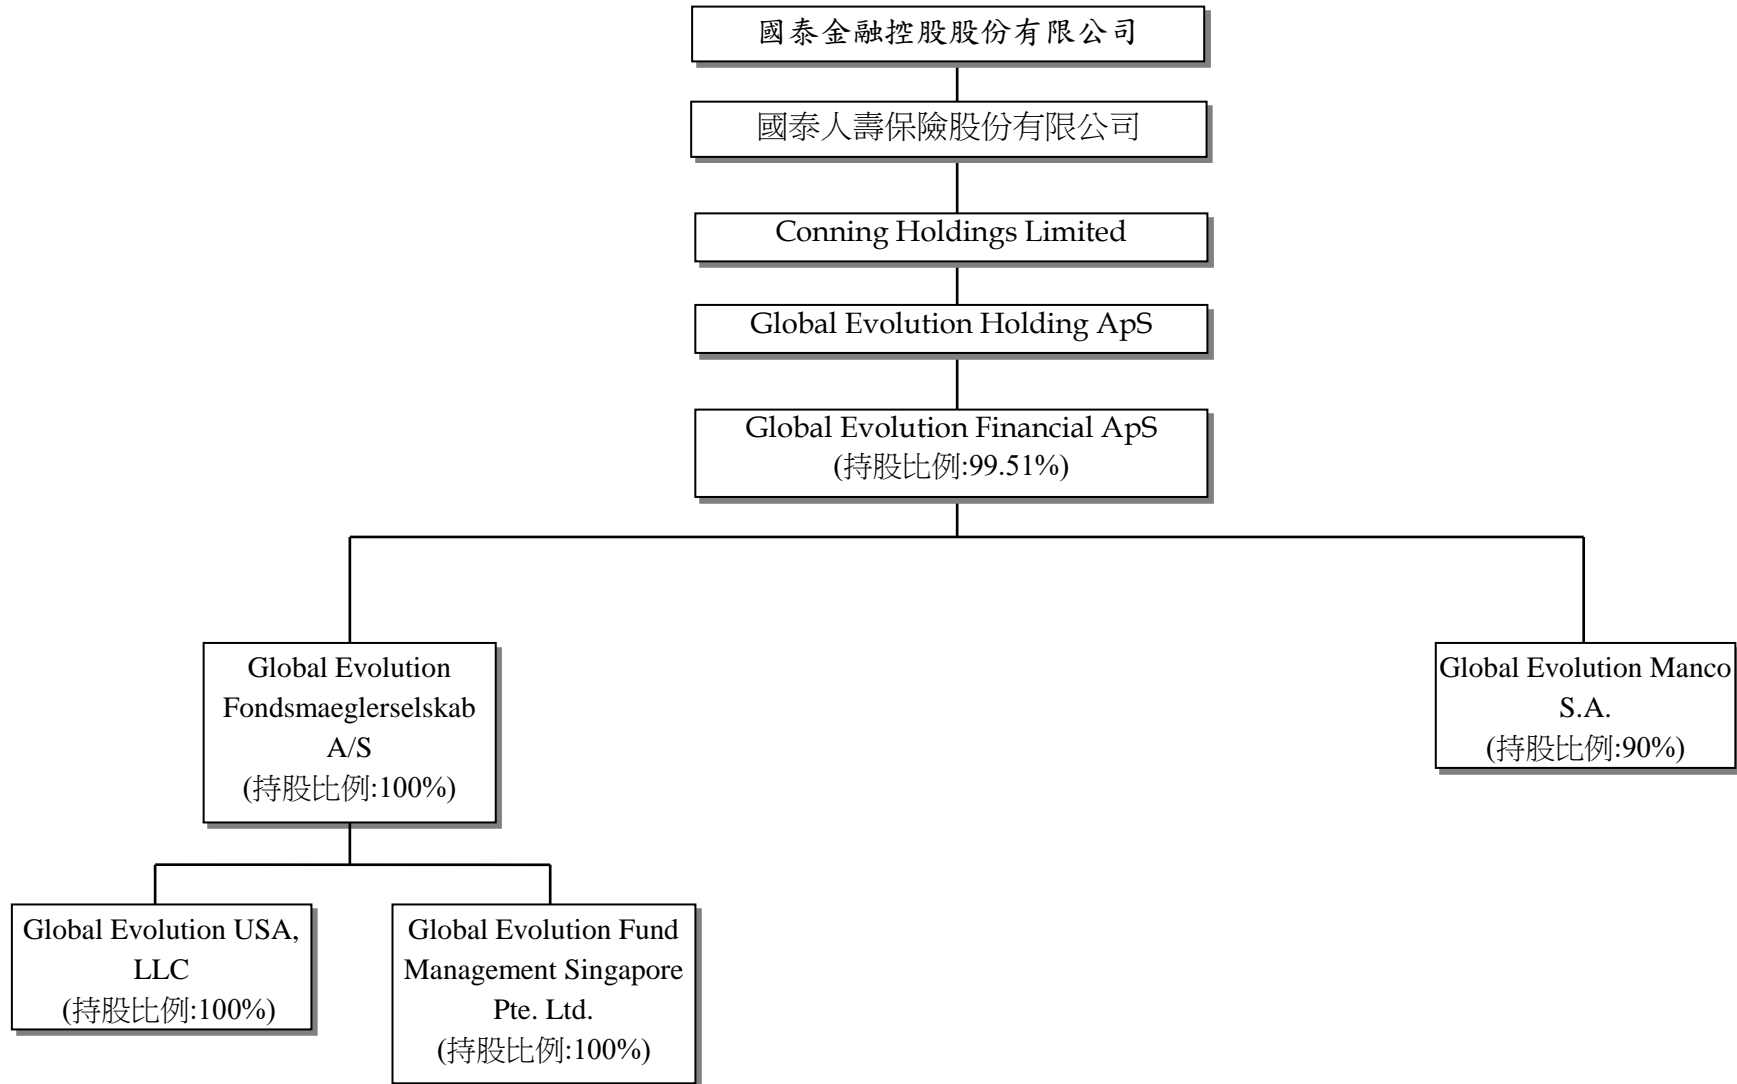 國泰金融控股股份有限公司
國泰人壽保險股份有限公司
Conning Holdings Limited
Global Evolution Holding ApS
Global Evolution Financial ApS
(持股比例:99.51%)
Global Evolution
Fondsmaeglerselskab
A/S
(持股比例:100%)
Global Evolution Manco
S.A.
(持股比例:90%)
Global Evolution USA,
LLC
(持股比例:100%)
Global Evolution Fund
Management Singapore
Pte. Ltd.
(持股比例:100%)